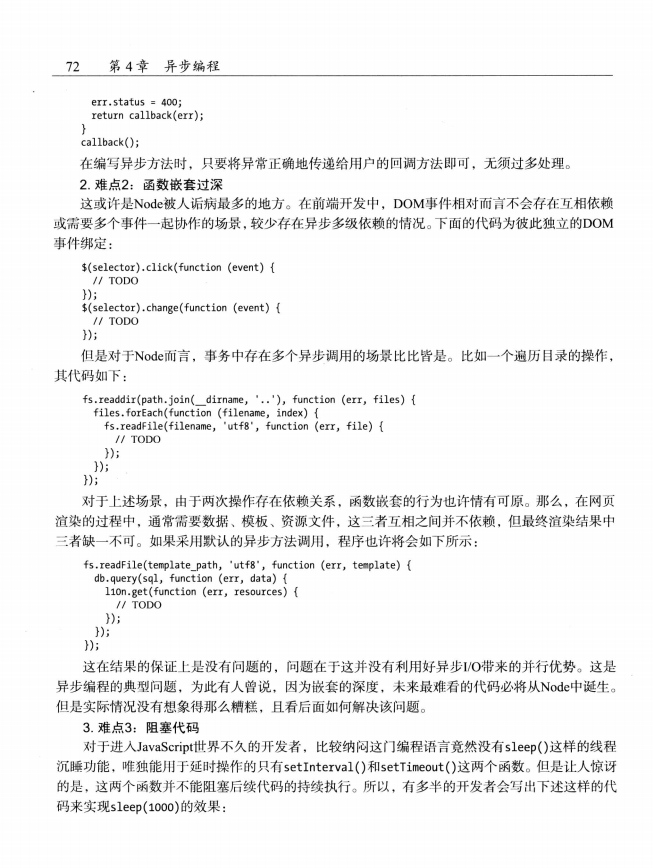 72 第 4 章 异步编程
err.status = 400;
return callback(err);
}
callback();
在编写异步方法时，只要将异常正确地传递给用户的回调方法即可，无须过多处理。
2. 难点2：函数嵌套过深
这或许是Node被人诟病最多的地方。在前端开发中，DOM事件相对而言不会存在互相依赖
或需要多个事件一起协作的场景，较少存在异步多级依赖的情况。下面的代码为彼此独立的DOM
事件绑定：
$(selector).click(function (event) {
// TODO
});
$(selector).change(function (event) {
// TODO
});
但是对于Node而言，事务中存在多个异步调用的场景比比皆是。比如一个遍历目录的操作，
其代码如下：
fs.readdir(path.join(__dirname, '..'), function (err, files) {
files.forEach(function (filename, index) {
fs.readFile(filename, 'utf8', function (err, file) {
// TODO
});
});
});
对于上述场景，由于两次操作存在依赖关系，函数嵌套的行为也许情有可原。那么，在网页
渲染的过程中，通常需要数据、模板、资源文件，这三者互相之间并不依赖，但最终渲染结果中
三者缺一不可。如果采用默认的异步方法调用，程序也许将会如下所示：
fs.readFile(template_path, 'utf8', function (err, template) {
db.query(sql, function (err, data) {
l10n.get(function (err, resources) {
// TODO
});
});
});
这在结果的保证上是没有问题的，问题在于这并没有利用好异步I/O带来的并行优势。这是
异步编程的典型问题，为此有人曾说，因为嵌套的深度，未来最难看的代码必将从Node中诞生。
但是实际情况没有想象得那么糟糕，且看后面如何解决该问题。
3. 难点3：阻塞代码
对于进入JavaScript世界不久的开发者，比较纳闷这门编程语言竟然没有sleep()这样的线程
沉睡功能，唯独能用于延时操作的只有setInterval()和setTimeout()这两个函数。但是让人惊讶
的是，这两个函数并不能阻塞后续代码的持续执行。所以，有多半的开发者会写出下述这样的代
码来实现sleep(1000)的效果：